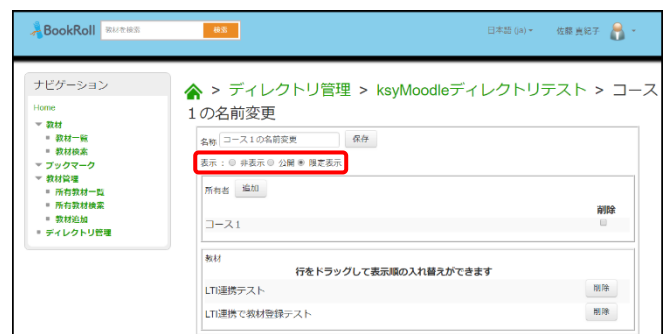 BookRoll 教材を検索 検索 日本語 (ja) 佐藤 真紀子
ナビゲーション
Home
教材
教材一覧
教材検索
ブックマーク
教材管理
所有教材一覧
所有教材検索
教材追加
ディレクトリ管理
> ディレクトリ管理 > ksyMoodleディレクトリテスト > コース
1の名前変更
名称 コース1の名前変更 保存
表示 : 非表示 公開 限定表示
所有者 追加
削除
コース1
教材
行をドラッグして表示順の入れ替えができます
LTI連携テスト 削除
LTI連携で教材登録テスト 削除